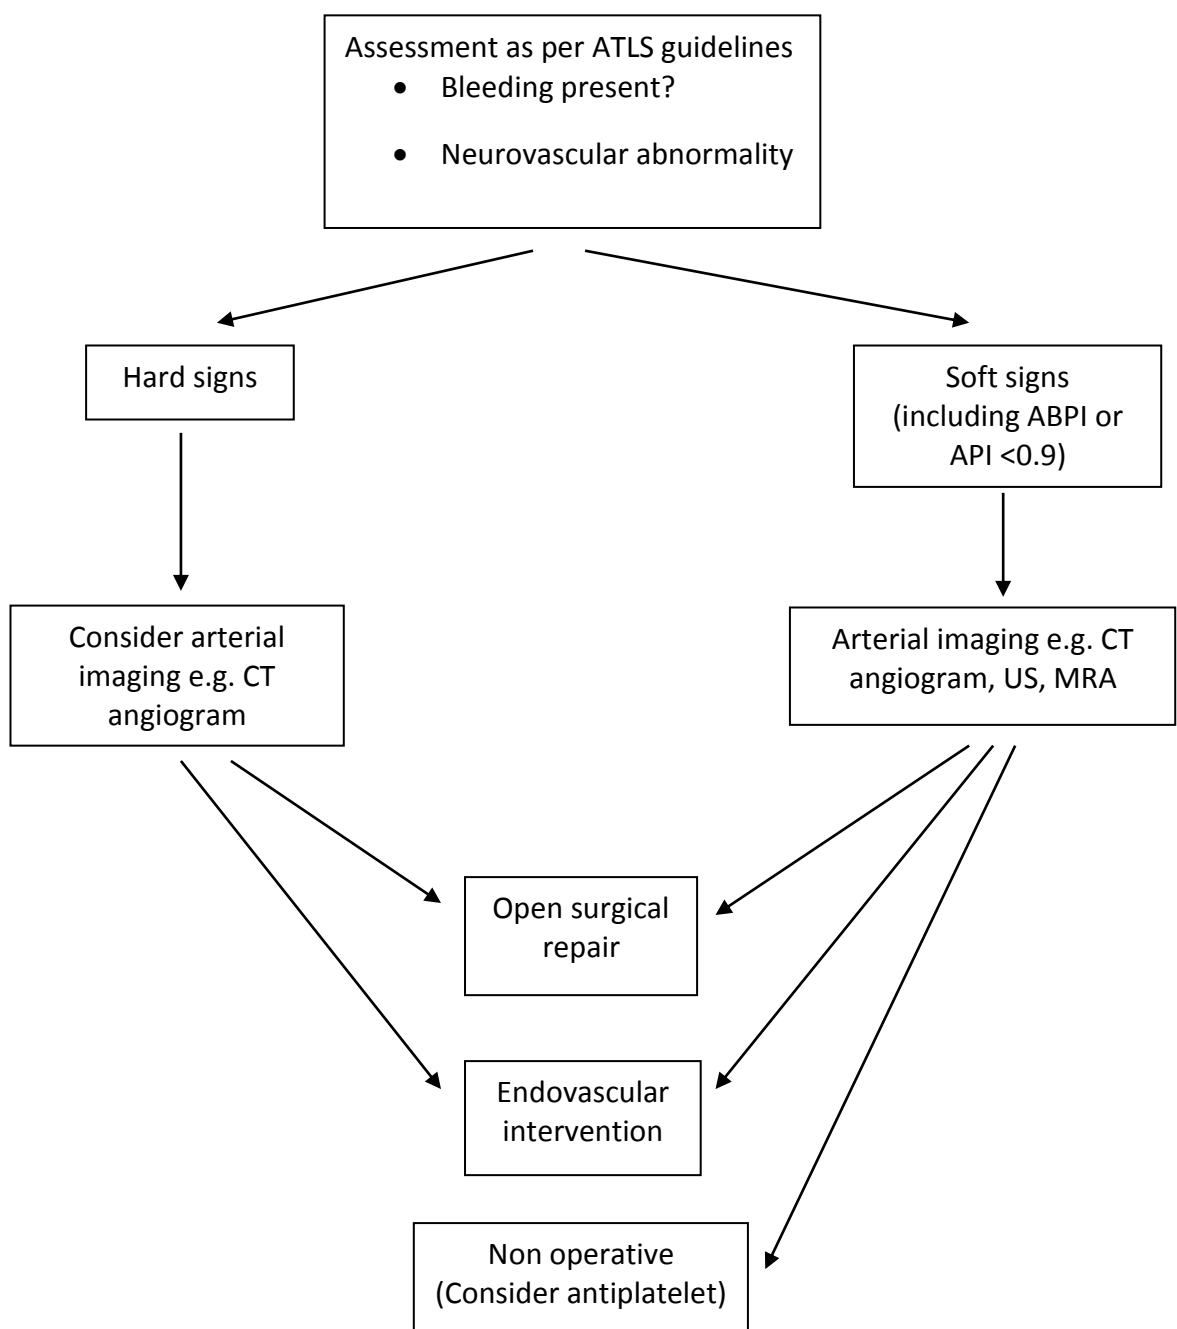 Assessment as per ATLS guidelines
• Bleeding present?
• Neurovascular abnormality
Hard signs
Soft signs
(including ABPI or
API <0.9)
Consider arterial
imaging e.g. CT
angiogram
Arterial imaging e.g. CT
angiogram, US, MRA
Open surgical
repair
Endovascular
intervention
Non operative
(Consider antiplatelet)